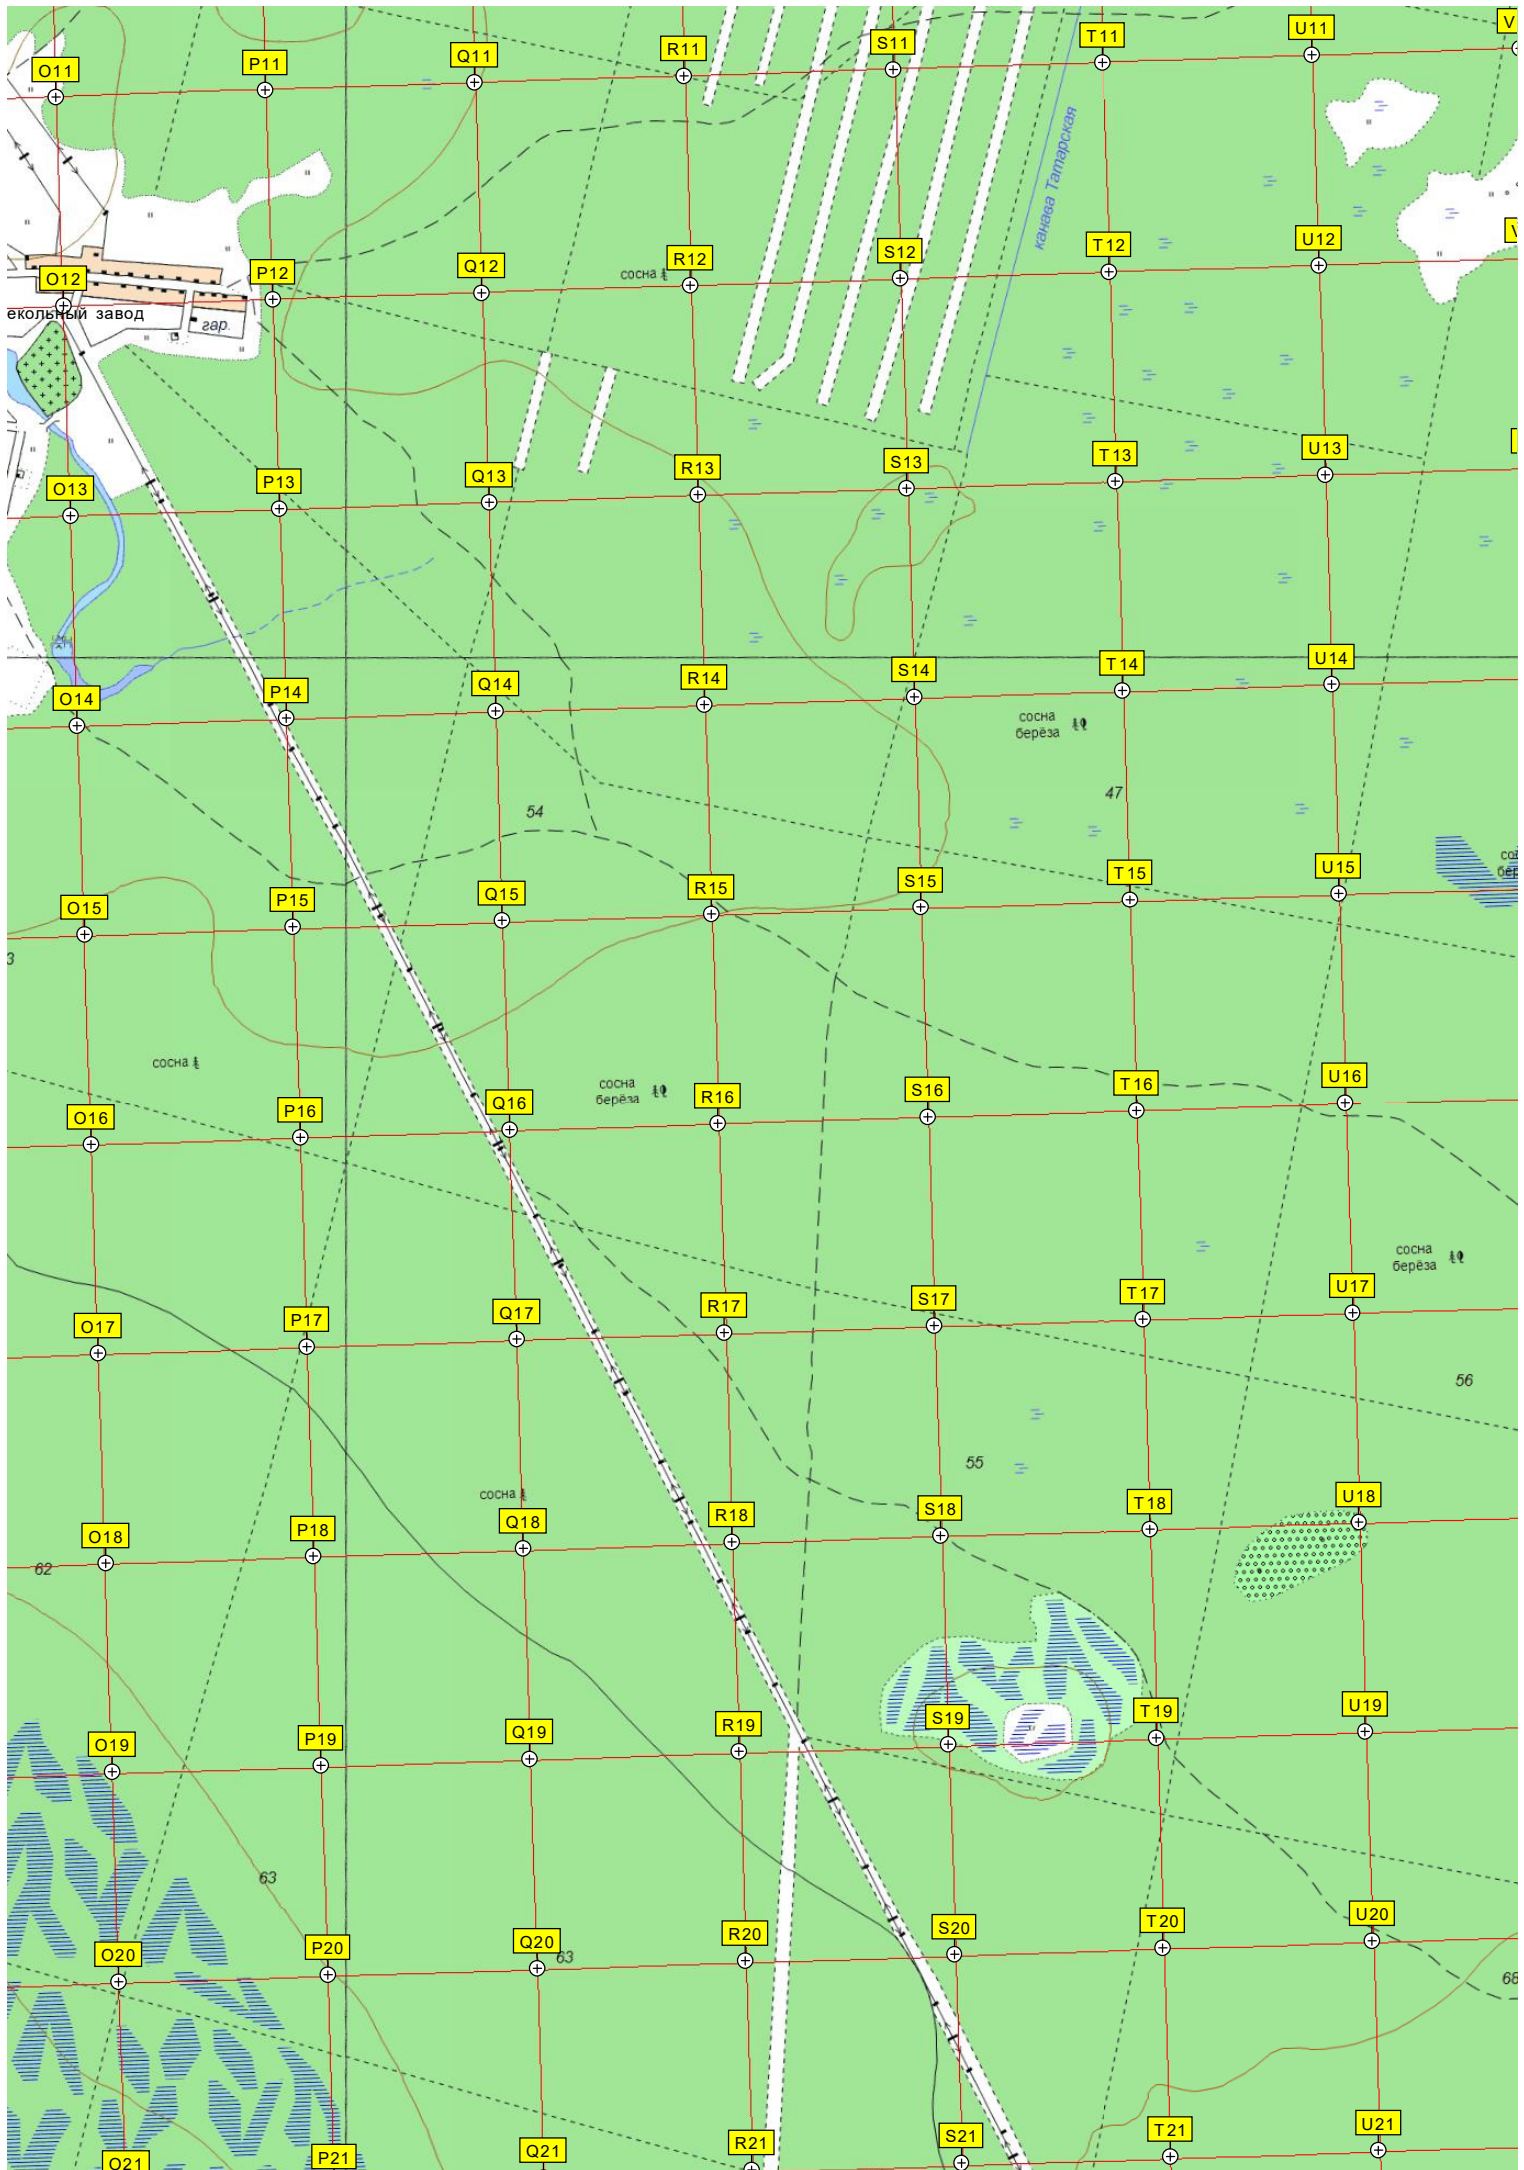 O11
P11
Q11
R11
S11
T11
U11
V
канава Татарская
O12
P12
Q12
сосна
R12
S12
T12
U12
екольный завод
гар.
O13
P13
Q13
R13
S13
T13
U13
O14
P14
Q14
R14
S14
T14
U14
сосна
берёза
54
47
O15
P15
Q15
R15
S15
T15
U15
3
сосна
O16
P16
Q16
сосна
берёза
R16
S16
T16
U16
сосна
берёза
O17
P17
Q17
R17
S17
T17
U17
56
55
сосна
O18
P18
Q18
R18
S18
T18
U18
62
O19
P19
Q19
R19
S19
T19
U19
63
O20
P20
Q20
63
R20
S20
T20
U20
68
O21
P21
Q21
R21
S21
T21
U21